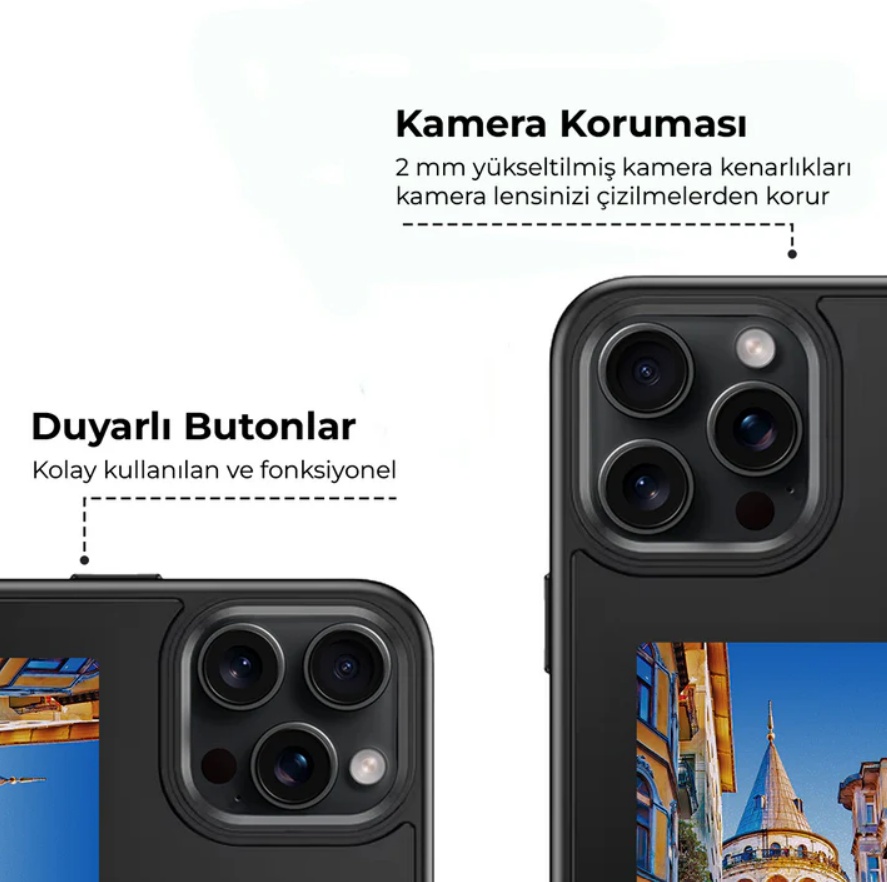 Kamera Koruması
2 mm yükseltilmiş kamera kenarlıkları
kamera lensinizi çizilmelerden korur
Duyarlı Butonlar
Kolay kullanılan ve fonksiyonel